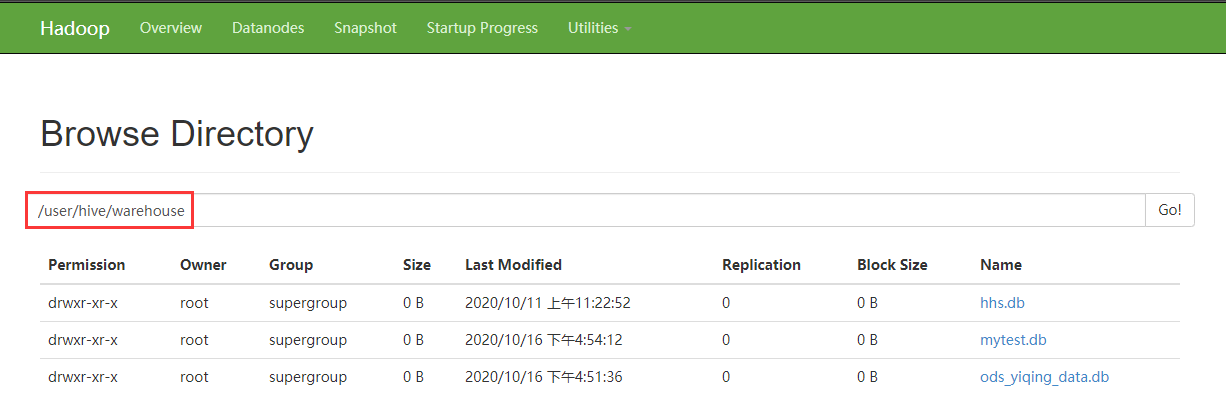 Hadoop Overview Datanodes Snapshot Startup Progress Utilities
Browse Directory
/user/hive/warehouse Go!
Permission Owner Group Size Last Modified Replication Block Size Name
drwxr-xr-x root supergroup 0 B 2020/10/11 上午11:22:52 0 0 B hhs.db
drwxr-xr-x root supergroup 0 B 2020/10/16 下午4:54:12 0 0 B mytest.db
drwxr-xr-x root supergroup 0 B 2020/10/16 下午4:51:36 0 0 B ods_yiqing_data.db